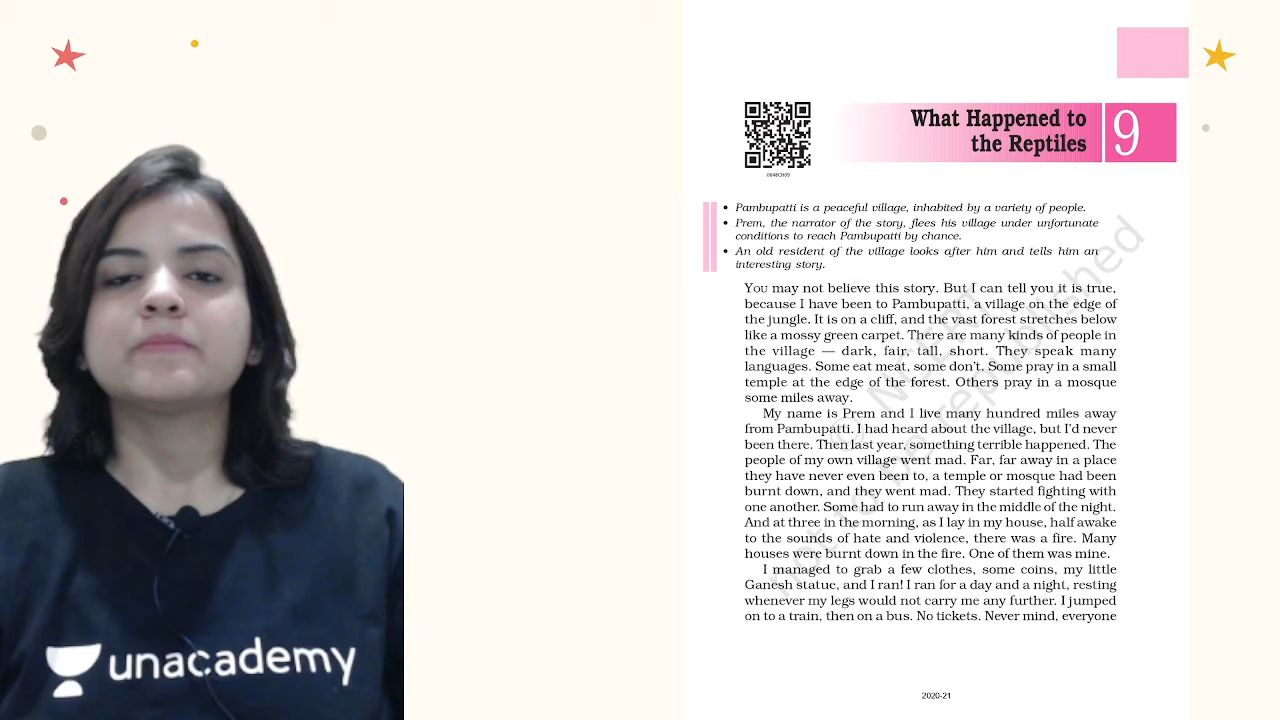 What Happened to
the Reptiles
9
0648CH09
• Pambupatti is a peaceful village, inhabited by a variety of people.
• Prem, the narrator of the story, flees his village under unfortunate
conditions to reach Pambupatti by chance.
• An old resident of the village looks after him and tells him an
interesting story.
YOU may not believe this story. But I can tell you it is true,
because I have been to Pambupatti, a village on the edge of
the jungle. It is on a cliff, and the vast forest stretches below
like a mossy green carpet. There are many kinds of people in
the village — dark, fair, tall, short. They speak many
languages. Some eat meat, some don't. Some pray in a small
temple at the edge of the forest. Others pray in a mosque
some miles away.
My name is Prem and I live many hundred miles away
from Pambupatti. I had heard about the village, but I'd never
been there. Then last year, something terrible happened. The
people of my own village went mad. Far, far away in a place
they have never even been to, a temple or mosque had been
burnt down, and they went mad. They started fighting with
one another. Some had to run away in the middle of the night.
And at three in the morning, as I lay in my house, half awake
to the sounds of hate and violence, there was a fire. Many
houses were burnt down in the fire. One of them was mine.
I managed to grab a few clothes, some coins, my little
Ganesh statue, and I ran! I ran for a day and a night, resting
whenever my legs would not carry me any further. I jumped
on to a train, then on a bus. No tickets. Never mind, everyone
2020-21
© NCERT
not to be republished
unacademy